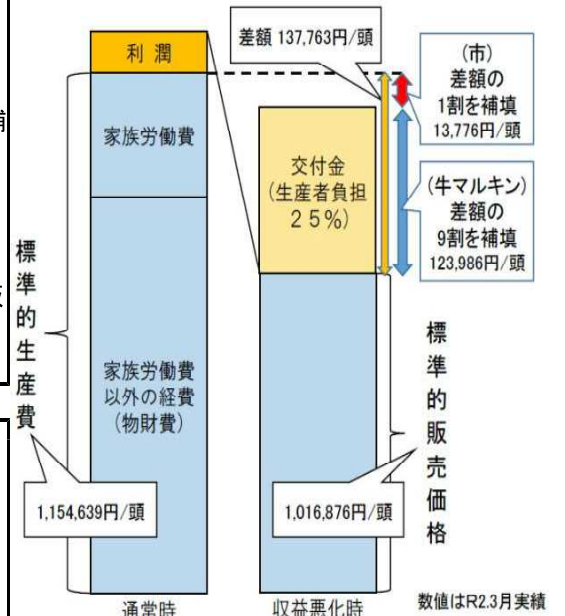 差額 137,763円/頭
利 潤
(市)
差額の
1割を補填
13,776円/頭
家族労働費
交付金
(生産者負担
25%)
(牛マルキン)
差額の
9割を補填
123,986円/頭
標準的生産費
家族労働費
以外の経費
(物財費)
標準的販売価格
1,154,639円/頭
1,016,876円/頭
通常時
収益悪化時
数値はR2.3月実績